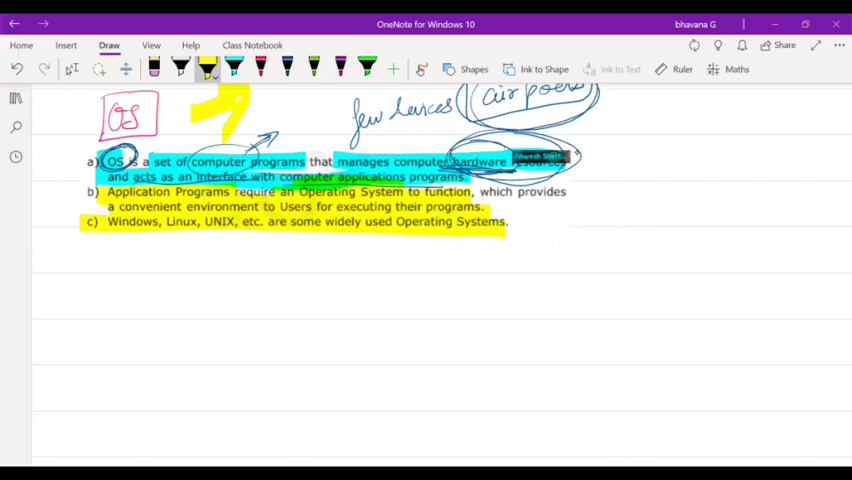 OneNote for Windows 10
bhavana G
Home Insert Draw View Help Class Notebook
Share
Shapes Ink to Shape Ink to Text Ruler Maths
few devices
OS
a) OS is a set of computer programs that manages computer hardware
and acts as an interface with computer applications programs.
b) Application Programs require an Operating System to function, which provides
a convenient environment to Users for executing their programs.
c) Windows, Linux, UNIX, etc. are some widely used Operating Systems.